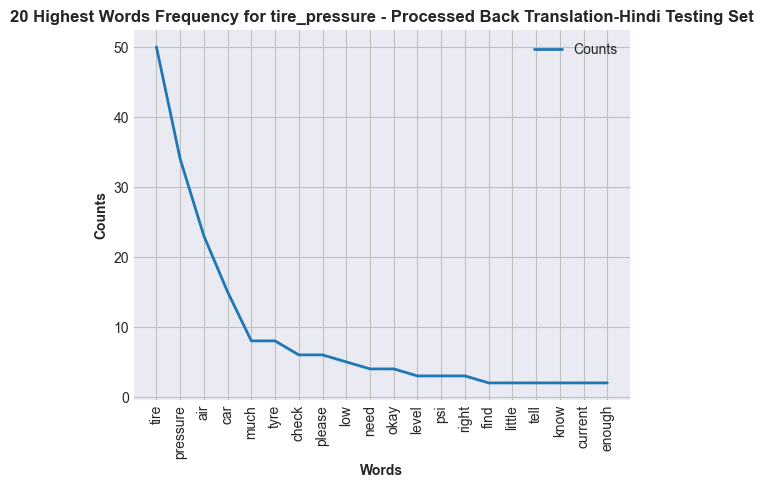 20 Highest Words Frequency for tire_pressure - Processed Back Translation-Hindi Testing Set
Counts
50
40
30
20
10
0
Counts
tire
pressure
air
car
much
tyre
check
please
low
need
okay
level
psi
right
find
little
tell
know
current
enough
Words